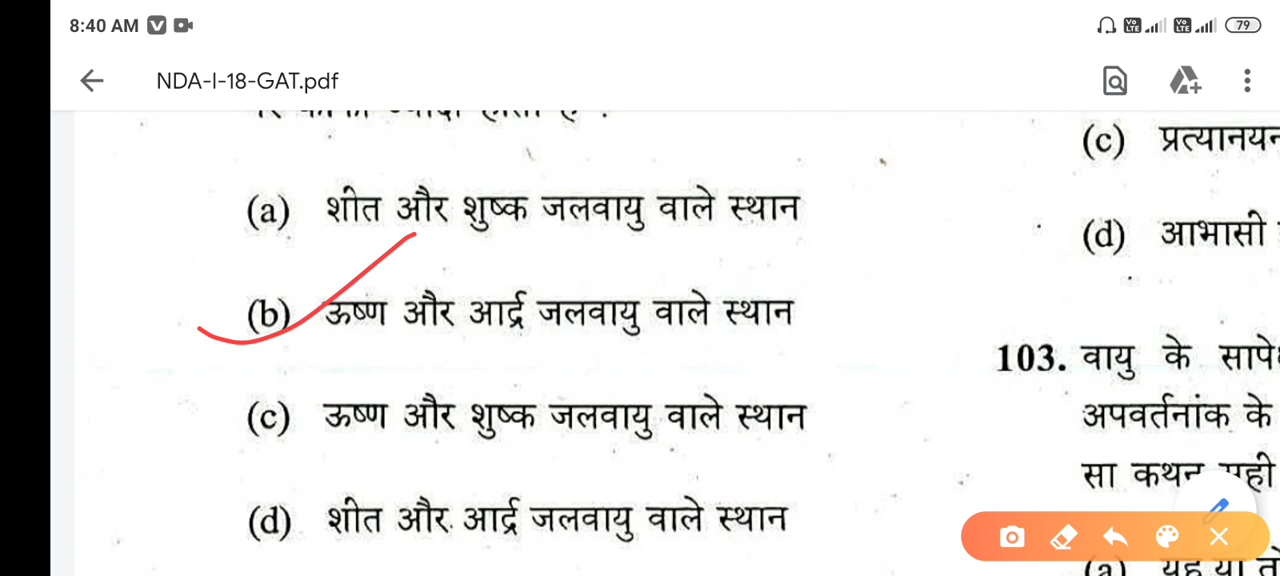 8:40 AM
79
NDA-I-18-GAT.pdf
(a) शीत और शुष्क जलवायु वाले स्थान
(b) ऊष्ण और आर्द्र जलवायु वाले स्थान
(c) ऊष्ण और शुष्क जलवायु वाले स्थान
(d) शीत और आर्द्र जलवायु वाले स्थान
(c) प्रत्यानयन
(d) आभासी
103. वायु के सापे
अपवर्तनांक के
सा कथन
(a)